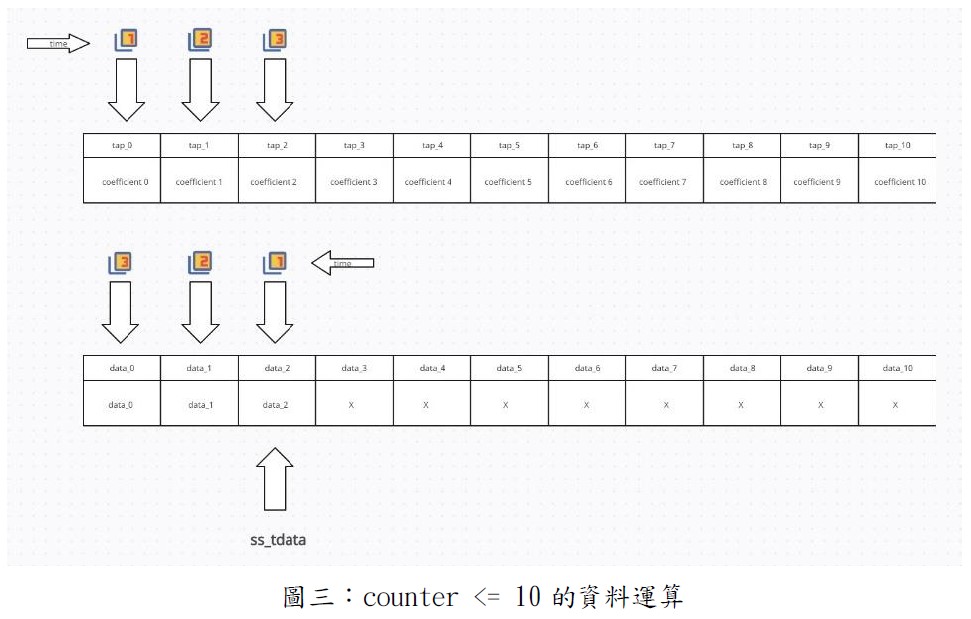 time 1 2 3
tap_0 tap_1 tap_2 tap_3 tap_4 tap_5 tap_6 tap_7 tap_8 tap_9 tap_10
coefficient 0 coefficient 1 coefficient 2 coefficient 3 coefficient 4 coefficient 5 coefficient 6 coefficient 7 coefficient 8 coefficient 9 coefficient 10
3 2 1 time
data_0 data_1 data_2 data_3 data_4 data_5 data_6 data_7 data_8 data_9 data_10
data_0 data_1 data_2 X X X X X X X X
ss_tdata
圖三：counter <= 10 的資料運算